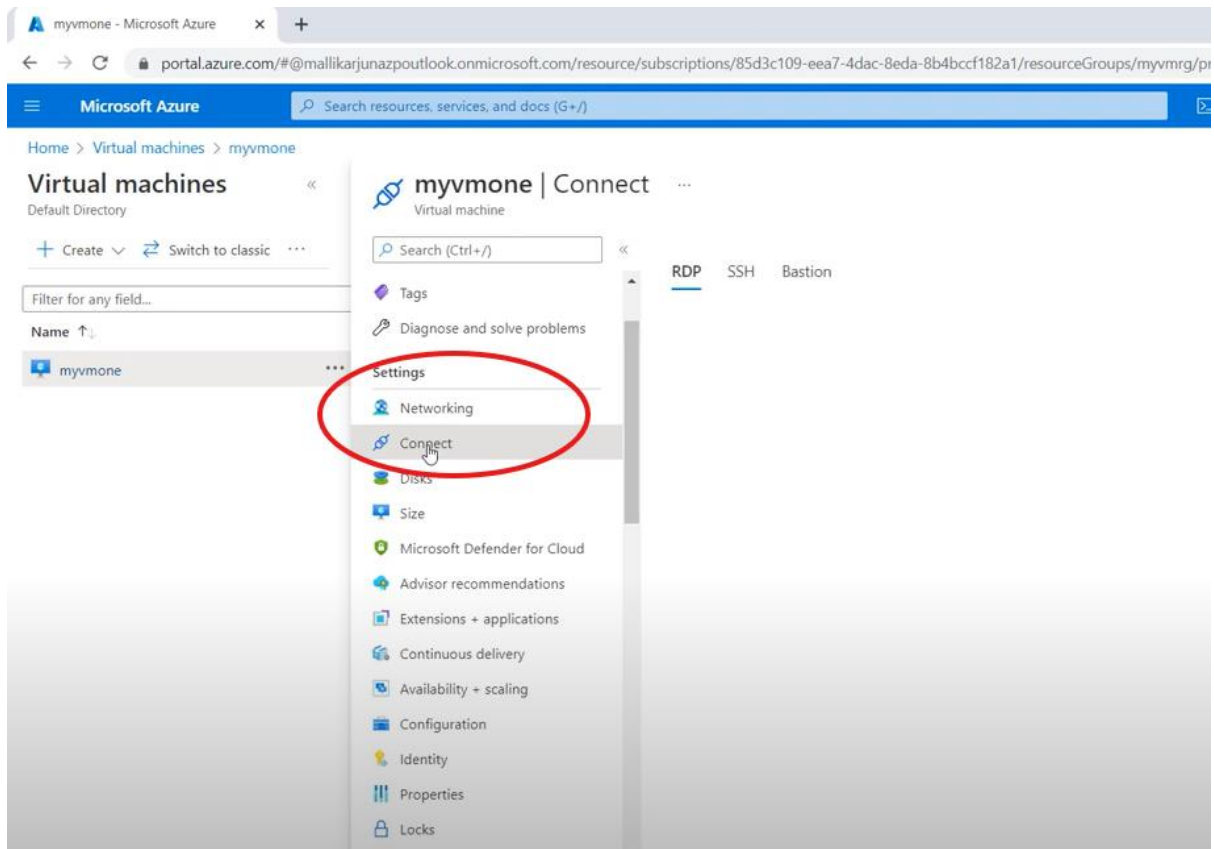 myvmone - Microsoft Azure
portal.azure.com/#@mallikarjunazpoutlook.onmicrosoft.com/resource/subscriptions/85d3c109-eea7-4dac-8eda-8b4bccf182a1/resourceGroups/myvmrg/pr
Microsoft Azure
Search resources, services, and docs (G+/)
Home > Virtual machines > myvmone
Virtual machines
Default Directory
Create
Switch to classic
Filter for any field...
Name
myvmone
myvmone | Connect
Virtual machine
Search (Ctrl+/)
Tags
Diagnose and solve problems
Settings
Networking
Connect
Disks
Size
Microsoft Defender for Cloud
Advisor recommendations
Extensions + applications
Continuous delivery
Availability + scaling
Configuration
Identity
Properties
Locks
RDP SSH Bastion